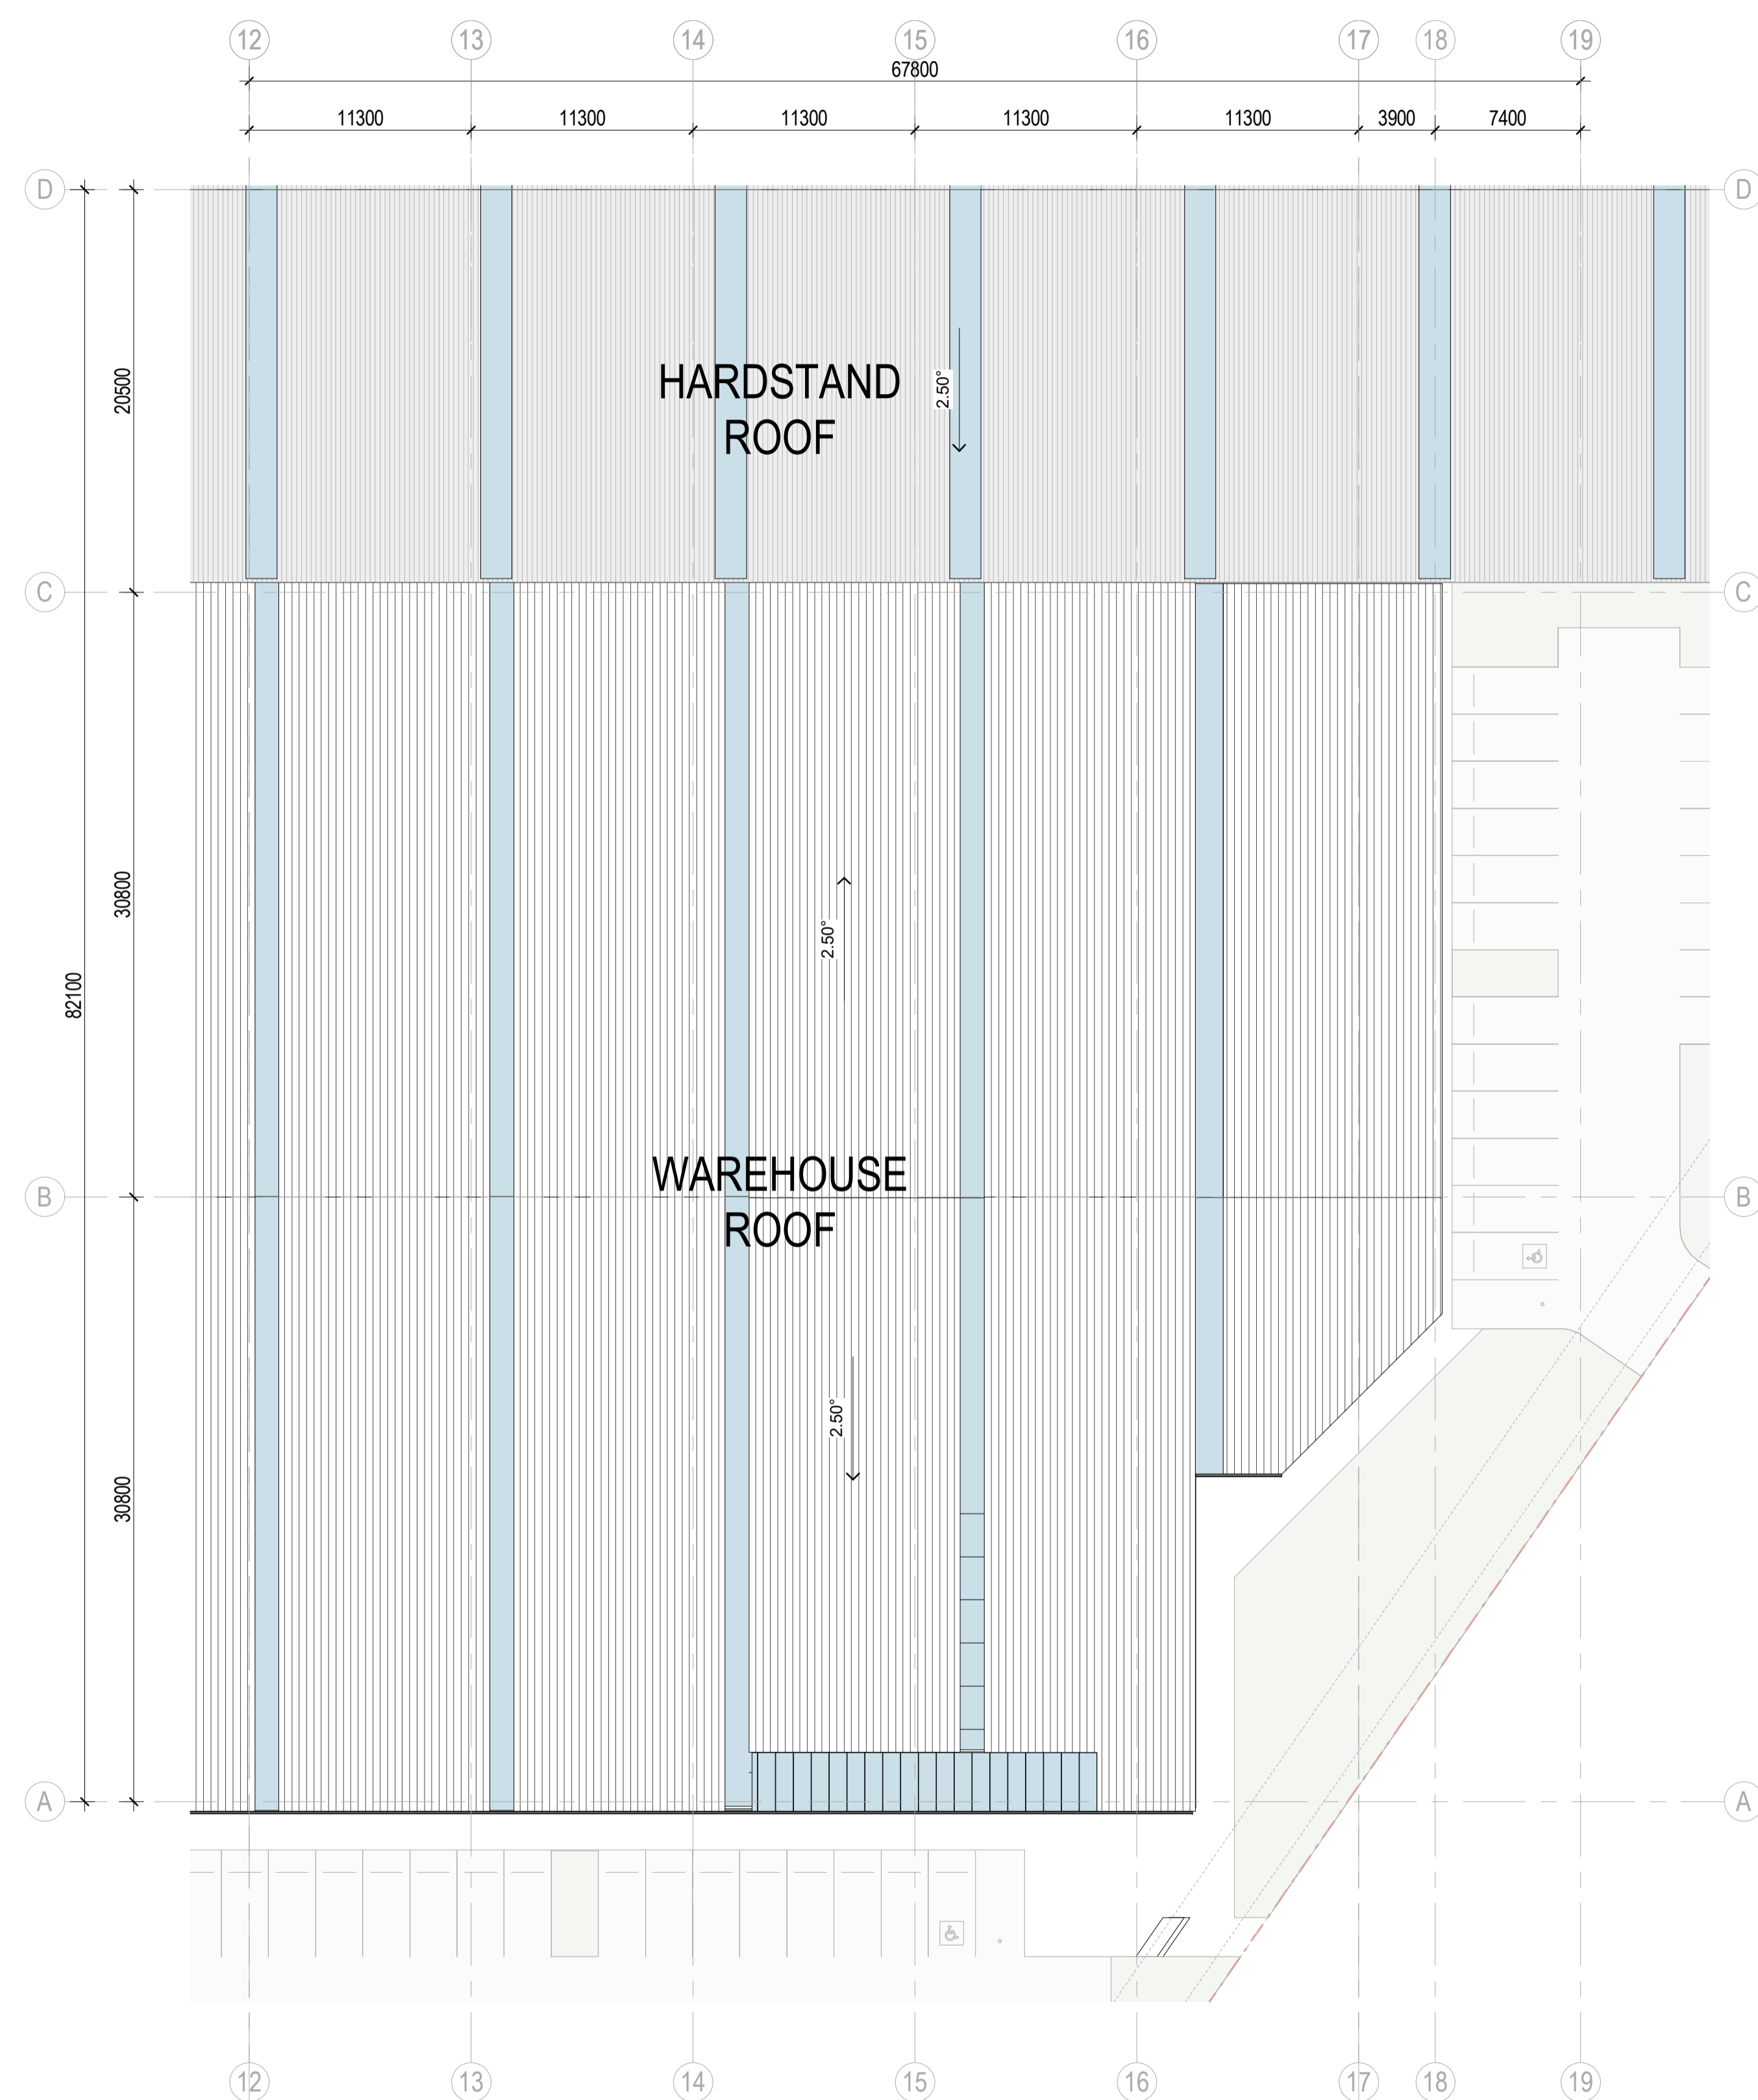 12 13 14 15 16 17 18 19
67800
11300 11300 11300 11300 11300 3900 7400
D D
20500
HARDSTAND
ROOF
2.50°
C C
30800
2.50°
82100
WAREHOUSE
ROOF
B B
2.50°
30800
A A
12 13 14 15 16 17 18 19